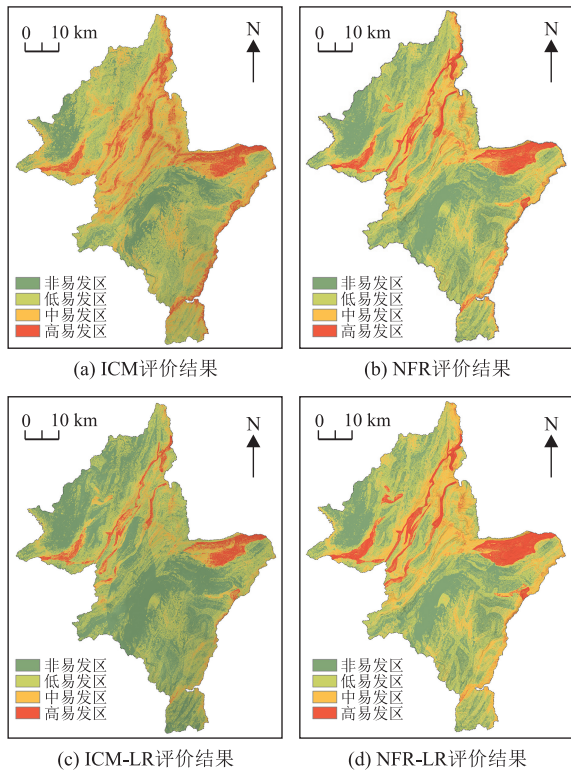 0 10 km
N
非易发区
低易发区
中易发区
高易发区
(a) ICM评价结果
0 10 km
N
非易发区
低易发区
中易发区
高易发区
(b) NFR评价结果
0 10 km
N
非易发区
低易发区
中易发区
高易发区
(c) ICM-LR评价结果
0 10 km
N
非易发区
低易发区
中易发区
高易发区
(d) NFR-LR评价结果